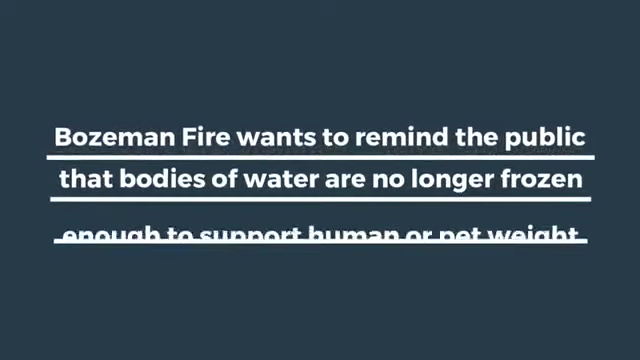 Bozeman Fire wants to remind the public
that bodies of water are no longer frozen
enough to support human or pet weight